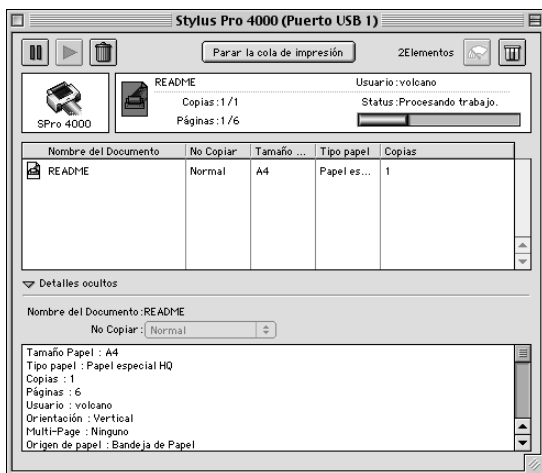 Stylus Pro 4000 (Puerto USB 1)
Parar la cola de impresión
2Elementos
SPro 4000
README
Usuario:volcano
Copias:1/1
Status:Procesando trabajo.
Páginas:1/6
Nombre del Documento No Copiar Tamaño ... Tipo papel Copias
README Normal A4 Papel es... 1
Detalles ocultos
Nombre del Documento:README
No Copiar: Normal
Tamaño Papel : A4
Tipo papel : Papel especial HQ
Copias : 1
Páginas : 6
Usuario : volcano
Orientación : Vertical
Multi-Page : Ninguno
Origen de papel : Bandeja de Papel